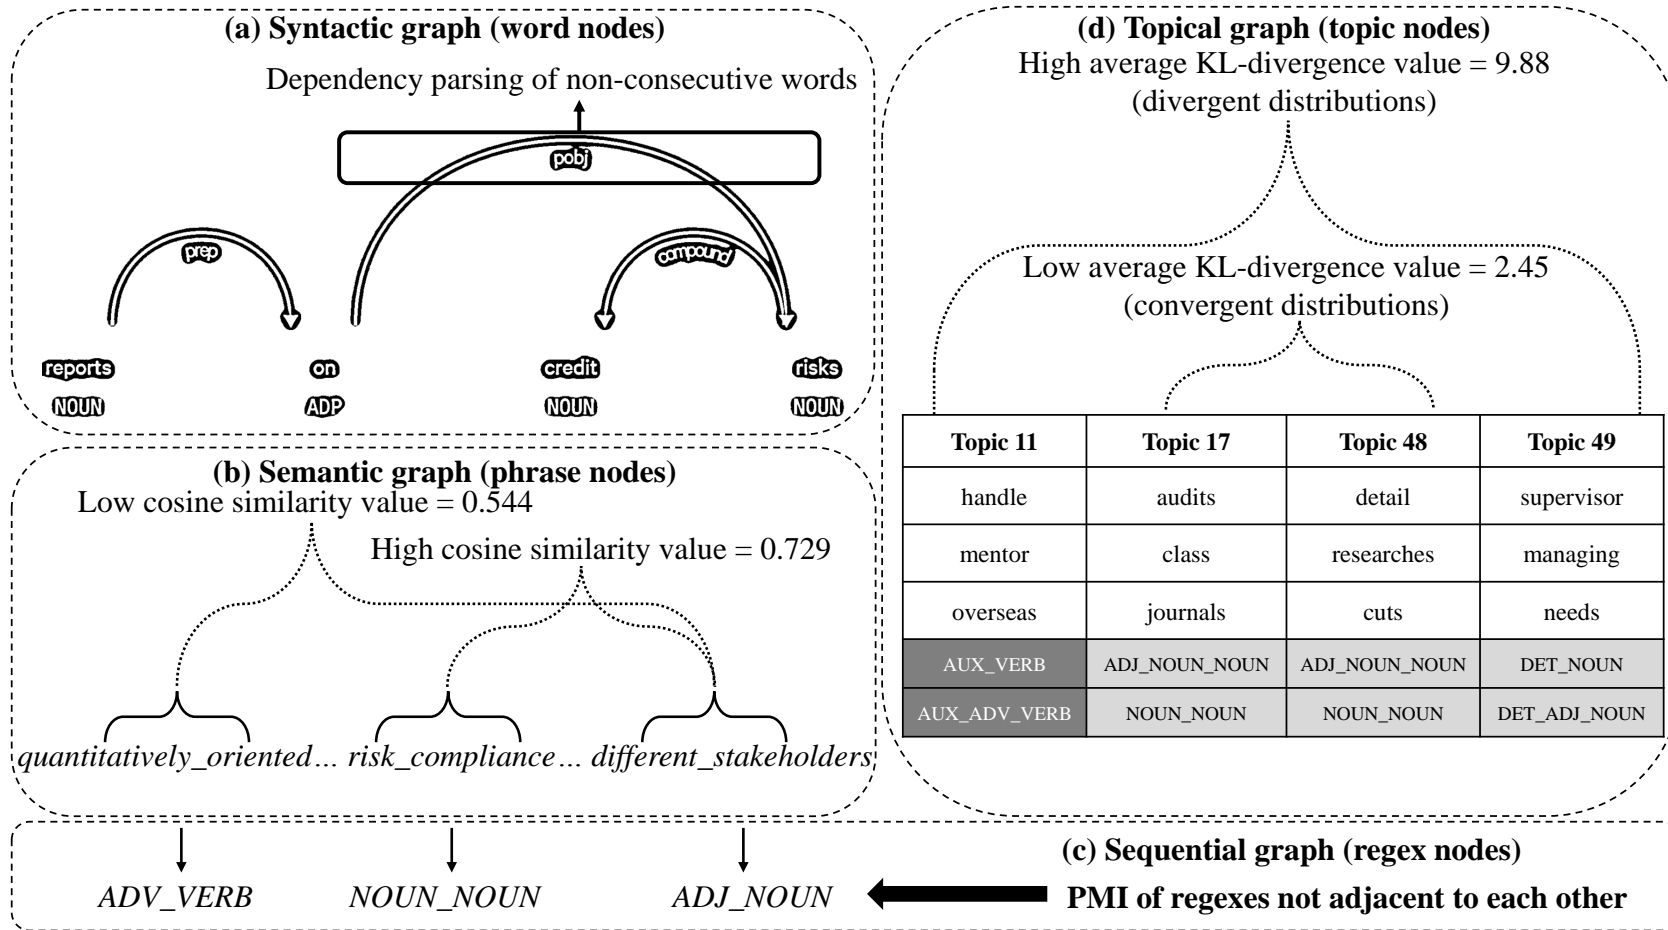 (a) Syntactic graph (word nodes)
Dependency parsing of non-consecutive words
pobj
prep
compound
reports on credit risks
NOUN ADP NOUN NOUN
(b) Semantic graph (phrase nodes)
Low cosine similarity value = 0.544
High cosine similarity value = 0.729
quantitatively_oriented... risk_compliance... different_stakeholders
(d) Topical graph (topic nodes)
High average KL-divergence value = 9.88
(divergent distributions)
Low average KL-divergence value = 2.45
(convergent distributions)
Topic 11 Topic 17 Topic 48 Topic 49
handle audits detail supervisor
mentor class researches managing
overseas journals cuts needs
AUX_VERB ADJ_NOUN_NOUN ADJ_NOUN_NOUN DET_NOUN
AUX_ADV_VERB NOUN_NOUN NOUN_NOUN DET_ADJ_NOUN
(c) Sequential graph (regex nodes)
ADV_VERB NOUN_NOUN ADJ_NOUN PMI of regexes not adjacent to each other